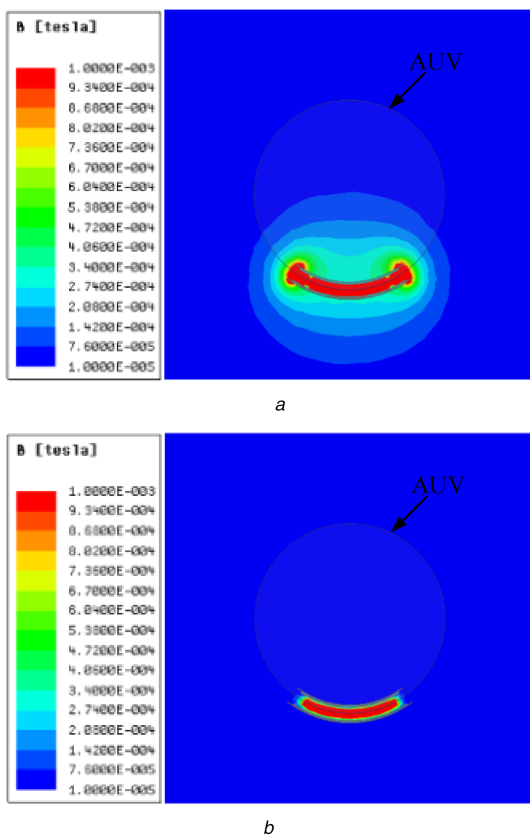 B [tesla]
1.0000E-003
9.3400E-004
8.6800E-004
8.0200E-004
7.3600E-004
6.7000E-004
6.0400E-004
5.3800E-004
4.7200E-004
4.0600E-004
3.4000E-004
2.7400E-004
2.0800E-004
1.4200E-004
7.6000E-005
1.0000E-005
AUV
a
B [tesla]
1.0000E-003
9.3400E-004
8.6800E-004
8.0200E-004
7.3600E-004
6.7000E-004
6.0400E-004
5.3800E-004
4.7200E-004
4.0600E-004
3.4000E-004
2.7400E-004
2.0800E-004
1.4200E-004
7.6000E-005
1.0000E-005
AUV
b